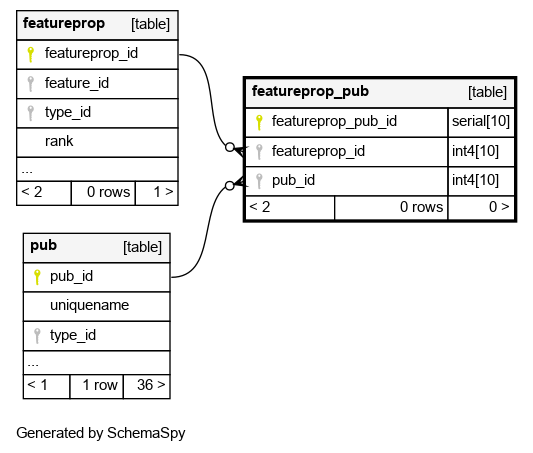 featureprop [table]
featureprop_id
feature_id
type_id
rank
...
< 2 0 rows 1 >
featureprop_pub [table]
featureprop_pub_id serial[10]
featureprop_id int4[10]
pub_id int4[10]
< 2 0 rows 0 >
pub [table]
pub_id
uniquename
type_id
...
< 1 1 row 36 >
Generated by SchemaSpy